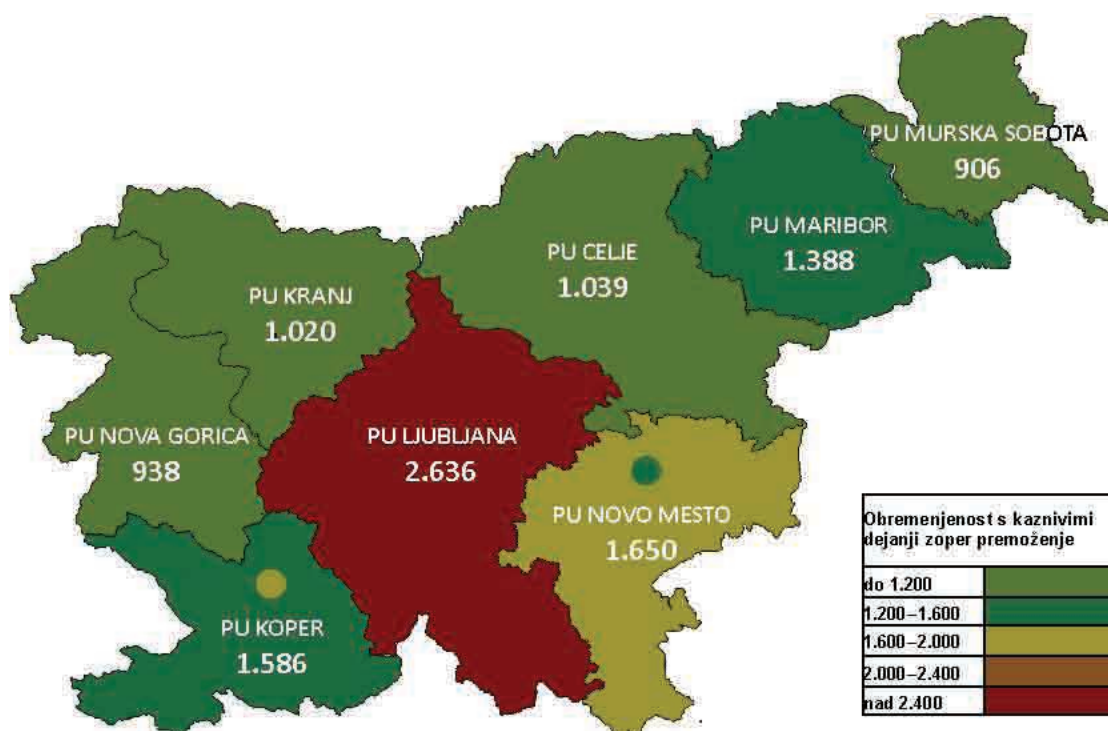 PU MURSKA SOBOTA
906
PU MARIBOR
1.388
PU CELJE
1.039
PU KRANJ
1.020
PU NOVA GORICA
938
PU LJUBLJANA
2.636
PU NOVO MESTO
1.650
PU KOPER
1.586
Obremenjenost s kaznivimi
dejanji zoper premoženje
do 1.200
1.200–1.600
1.600–2.000
2.000–2.400
nad 2.400